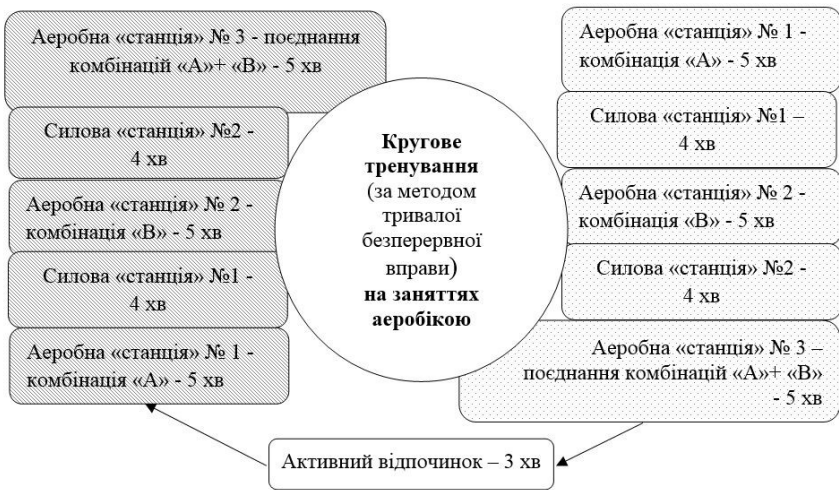 Аеробна «станція» № 3 - поєднання
комбінацій «А»+ «В» - 5 хв
Силова «станція» №2 -
4 хв
Аеробна «станція» № 2 -
комбінація «В» - 5 хв
Силова «станція» №1 -
4 хв
Аеробна «станція» № 1 -
комбінація «А» - 5 хв
Кругове
тренування
(за методом
тривалої
безперервної
вправи)
на заняттях
аеробікою
Аеробна «станція» № 1 -
комбінація «А» - 5 хв
Силова «станція» №1 –
4 хв
Аеробна «станція» № 2 -
комбінація «В» - 5 хв
Силова «станція» №2 -
4 хв
Аеробна «станція» № 3 –
поєднання комбінацій «А»+ «В»
- 5 хв
Активний відпочинок – 3 хв